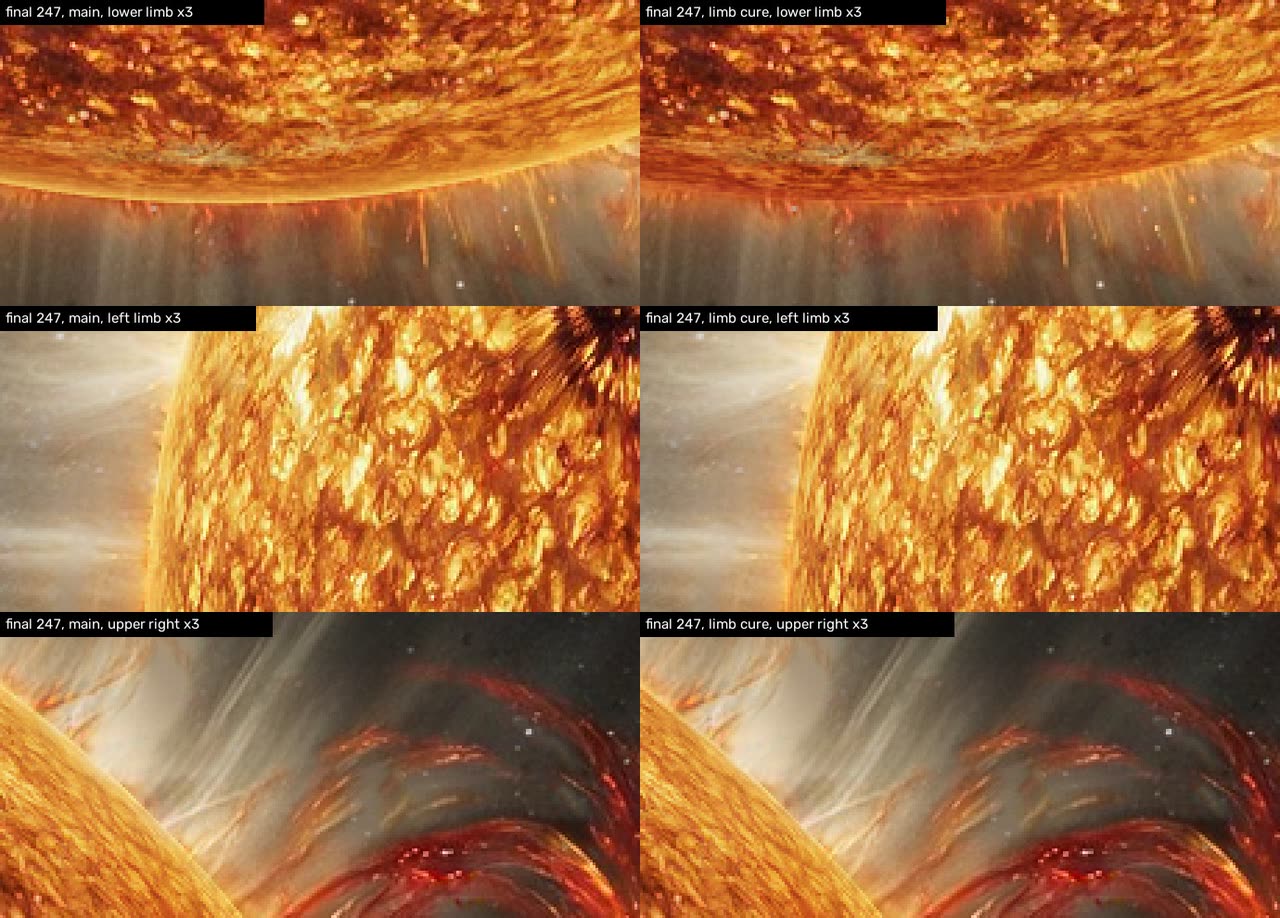 final 247, main, lower limb x3
final 247, limb cure, lower limb x3
final 247, main, left limb x3
final 247, limb cure, left limb x3
final 247, main, upper right x3
final 247, limb cure, upper right x3